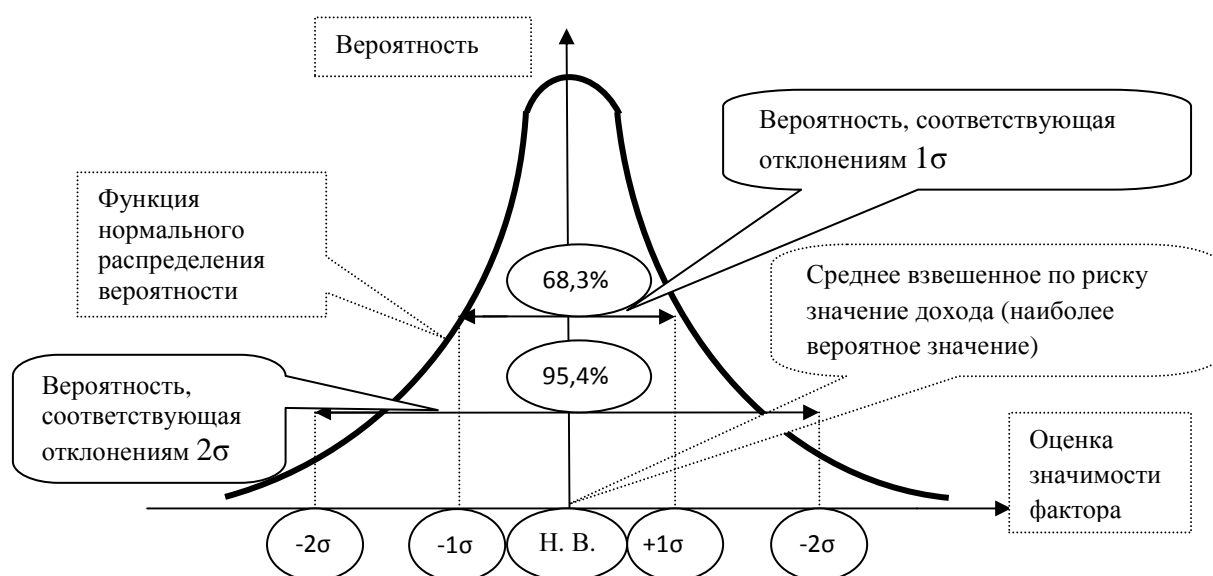 Вероятность
Вероятность, соответствующая
отклонениям 1σ
Функция
нормального
распределения
вероятности
68,3%
Среднее взвешенное по риску
значение дохода (наиболее
вероятное значение)
95,4%
Вероятность,
соответствующая
отклонениям 2σ
Оценка
значимости
фактора
-2σ
-1σ
Н. В.
+1σ
-2σ